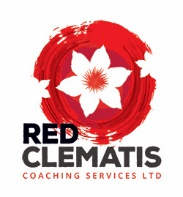 RED
CLEMATIS
COACHING SERVICES LTD